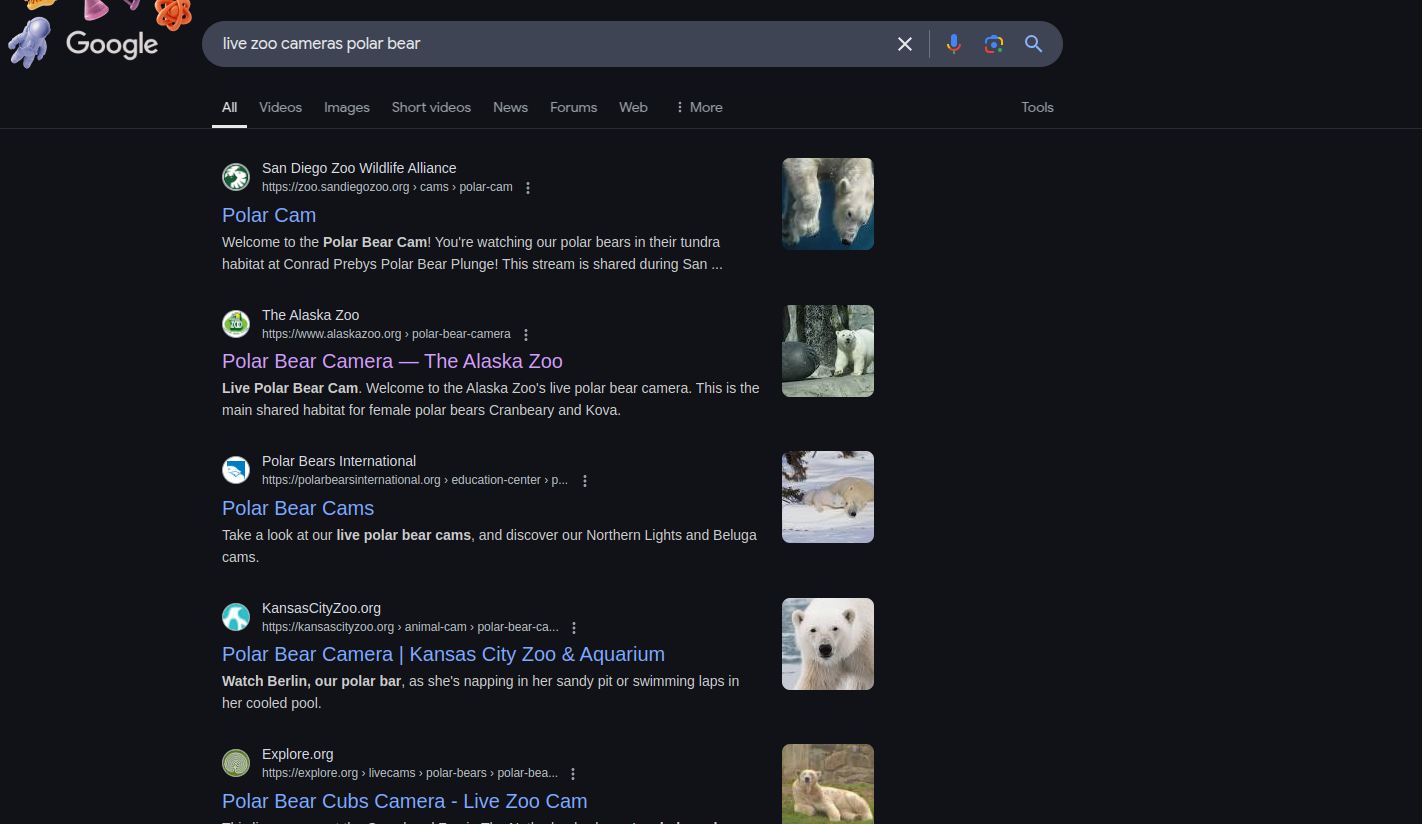 Google
live zoo cameras polar bear
All Videos Images Short videos News Forums Web More Tools
San Diego Zoo Wildlife Alliance
https://zoo.sandiegozoo.org › cams › polar-cam
Polar Cam
Welcome to the Polar Bear Cam! You're watching our polar bears in their tundra
habitat at Conrad Prebys Polar Bear Plunge! This stream is shared during San ...
The Alaska Zoo
https://www.alaskazoo.org › polar-bear-camera
Polar Bear Camera — The Alaska Zoo
Live Polar Bear Cam. Welcome to the Alaska Zoo's live polar bear camera. This is the
main shared habitat for female polar bears Cranbeary and Kova.
Polar Bears International
https://polarbearsinternational.org › education-center › p...
Polar Bear Cams
Take a look at our live polar bear cams, and discover our Northern Lights and Beluga
cams.
KansasCityZoo.org
https://kansascityzoo.org › animal-cam › polar-bear-ca...
Polar Bear Camera | Kansas City Zoo & Aquarium
Watch Berlin, our polar bar, as she's napping in her sandy pit or swimming laps in
her cooled pool.
Explore.org
https://explore.org › livecams › polar-bears › polar-bea...
Polar Bear Cubs Camera - Live Zoo Cam